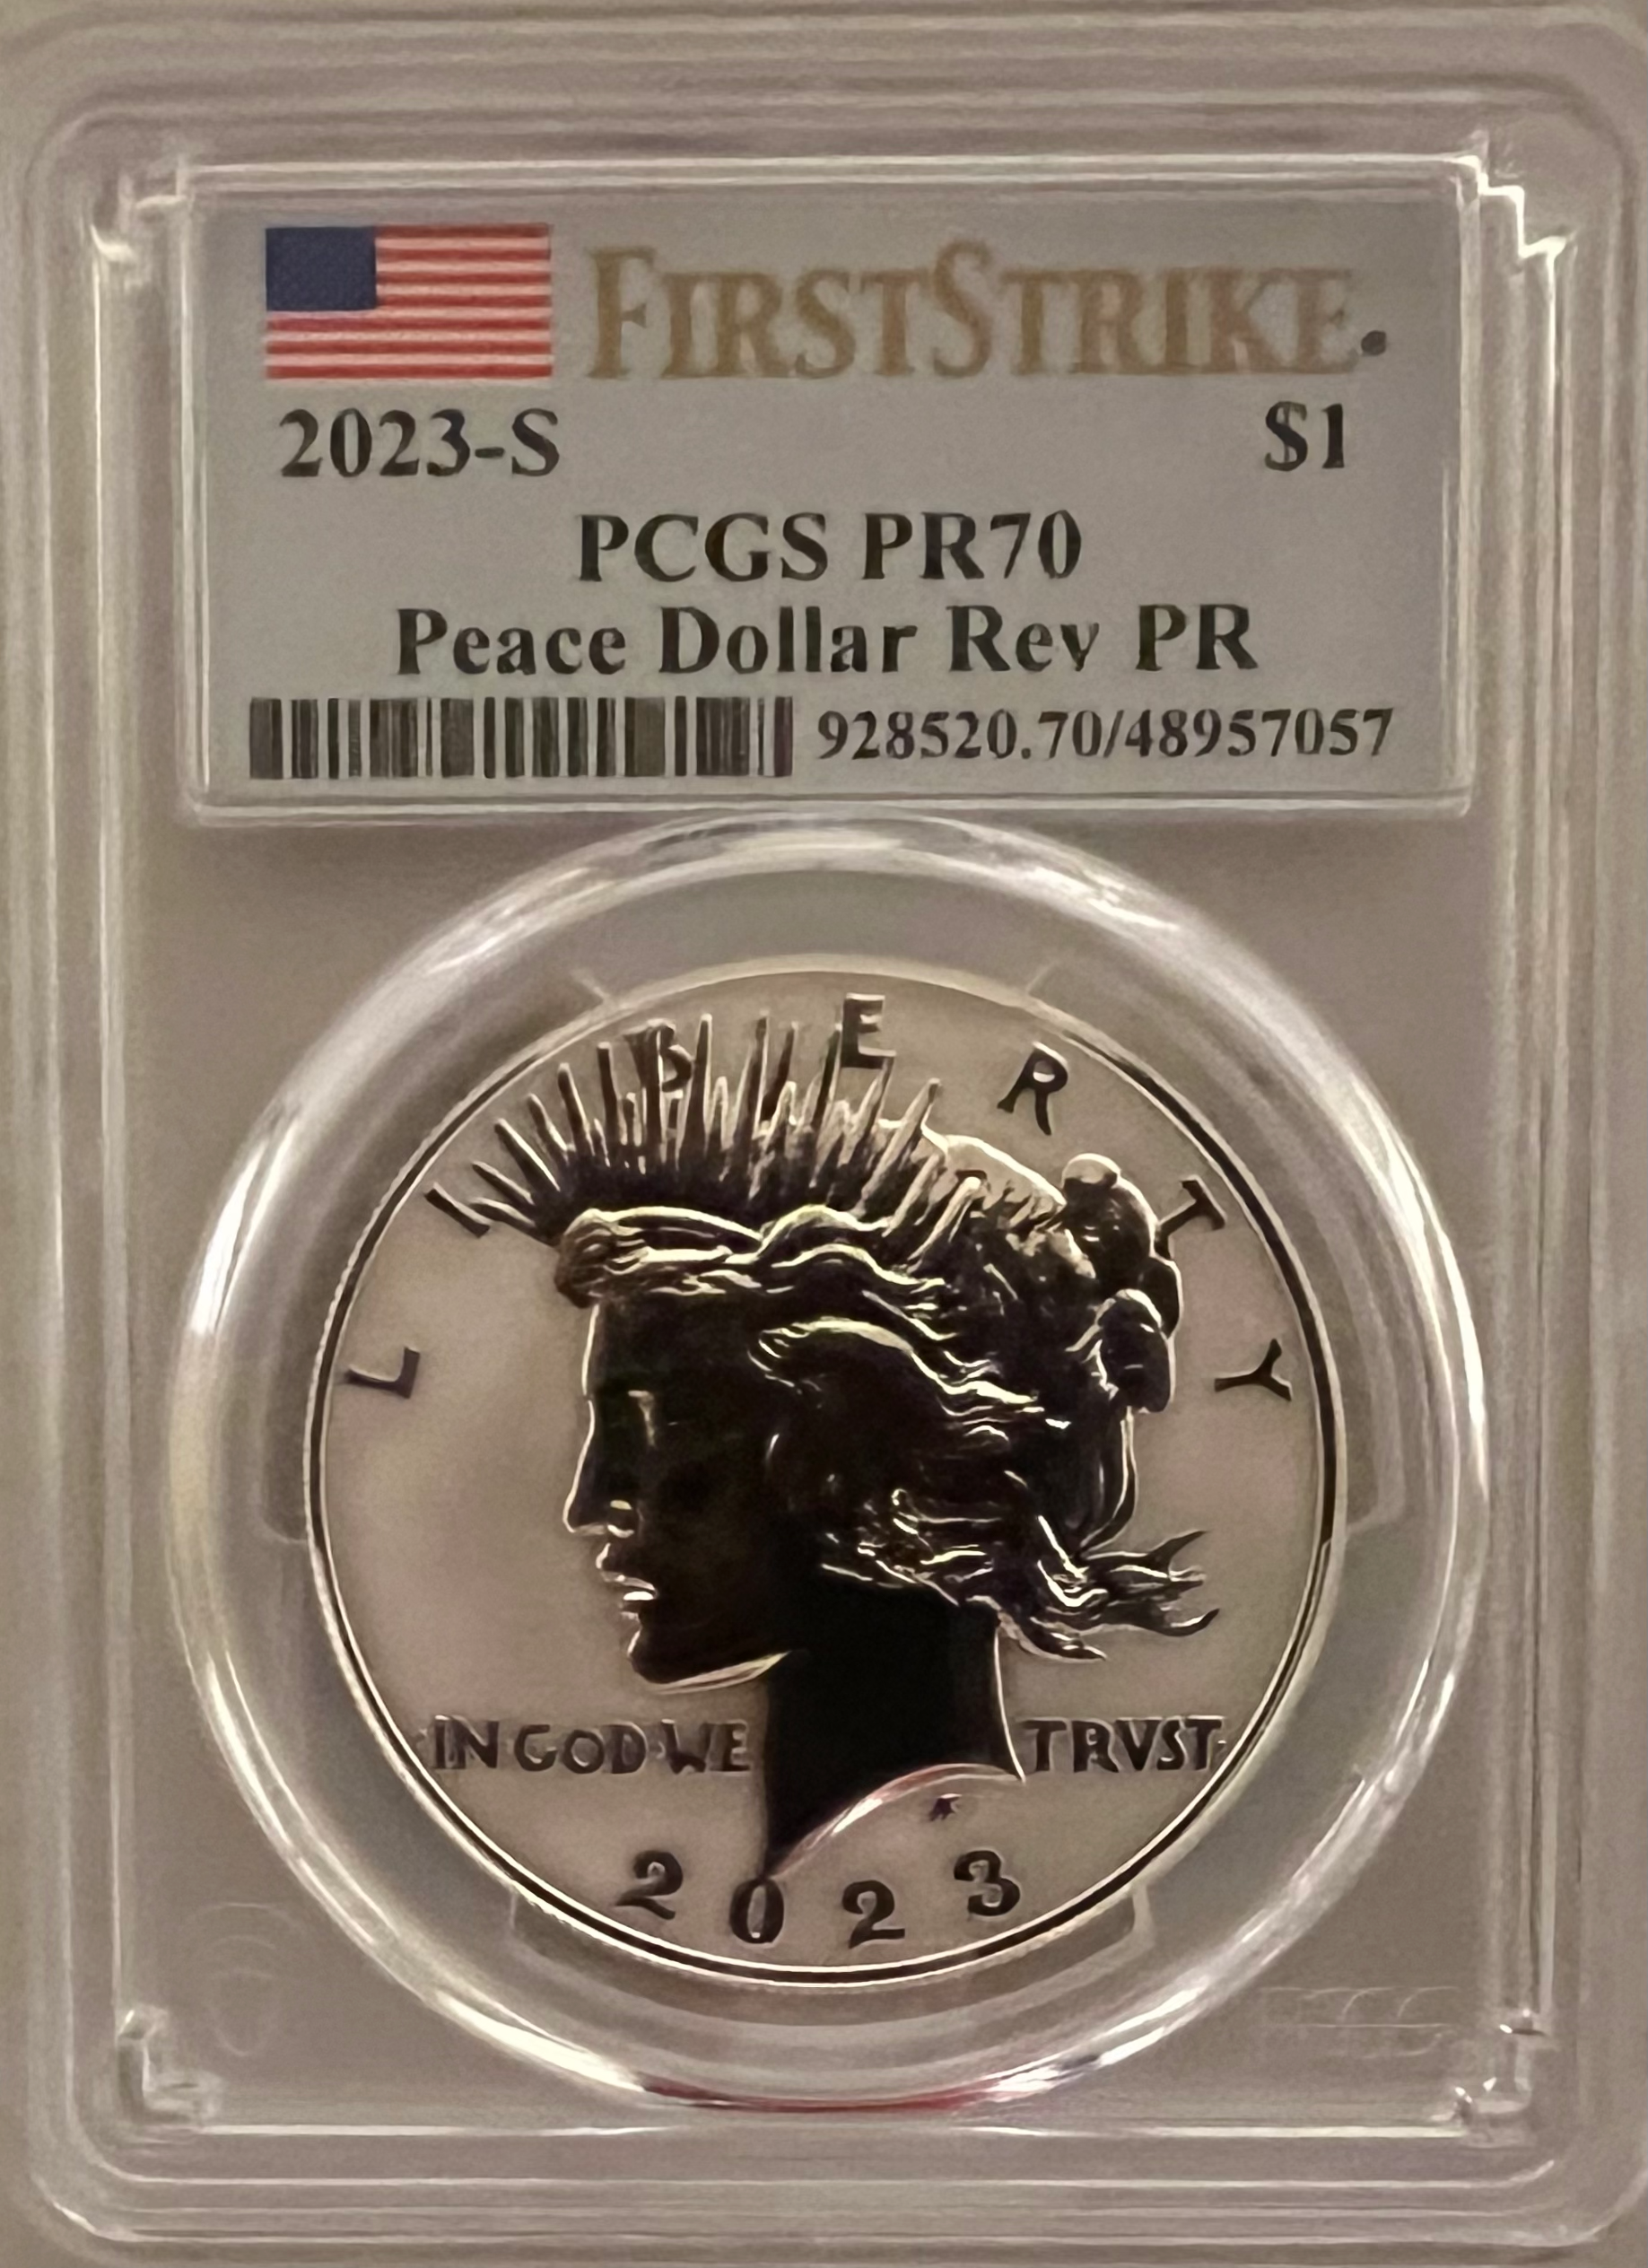 FIRSTSTRIKE
2023-S $1
PCGS PR70
Peace Dollar Rev PR
928520.70/48957057
LIBERTY
IN GOD WE TRVST
2023